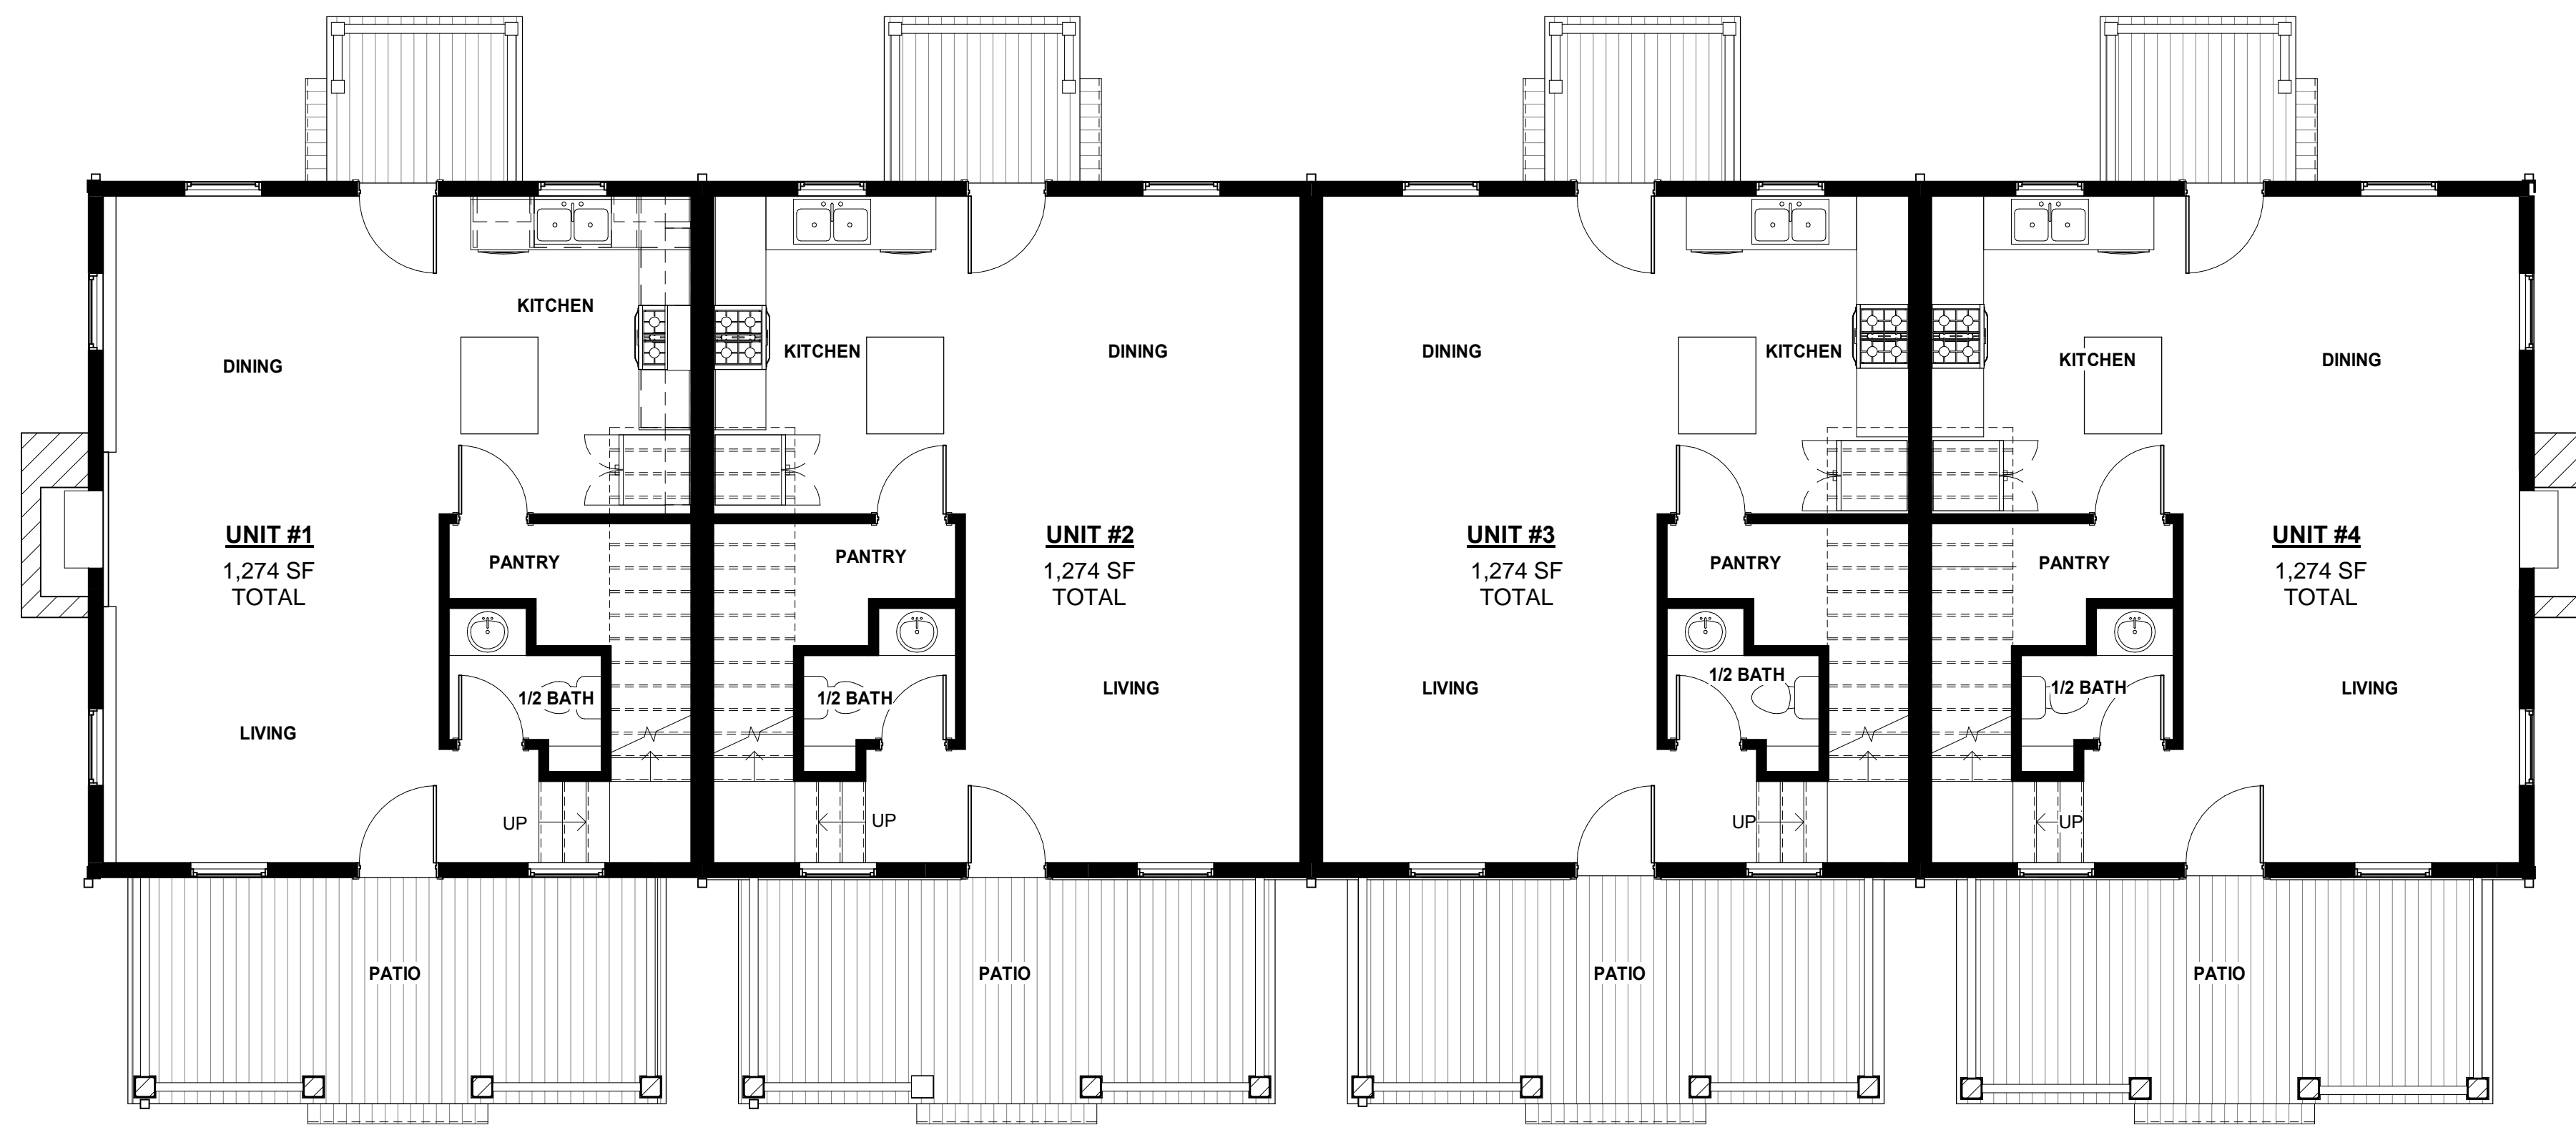 KITCHEN
DINING
UNIT #1
1,274 SF
TOTAL
PANTRY
1/2 BATH
LIVING
UP
PATIO
KITCHEN
DINING
UNIT #2
1,274 SF
TOTAL
PANTRY
1/2 BATH
LIVING
UP
PATIO
DINING
KITCHEN
UNIT #3
1,274 SF
TOTAL
PANTRY
1/2 BATH
LIVING
UP
PATIO
KITCHEN
DINING
UNIT #4
1,274 SF
TOTAL
PANTRY
1/2 BATH
LIVING
UP
PATIO